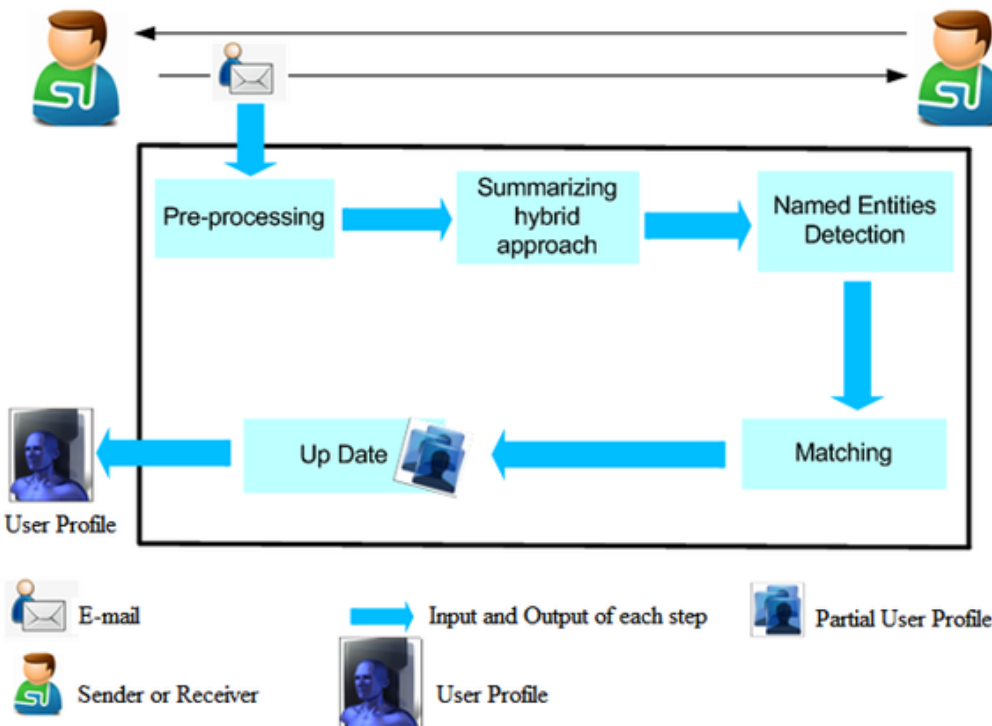 Pre-processing
Summarizing
hybrid
approach
Named Entities
Detection
Up Date
Matching
User Profile
E-mail
Input and Output of each step
Partial User Profile
Sender or Receiver
User Profile